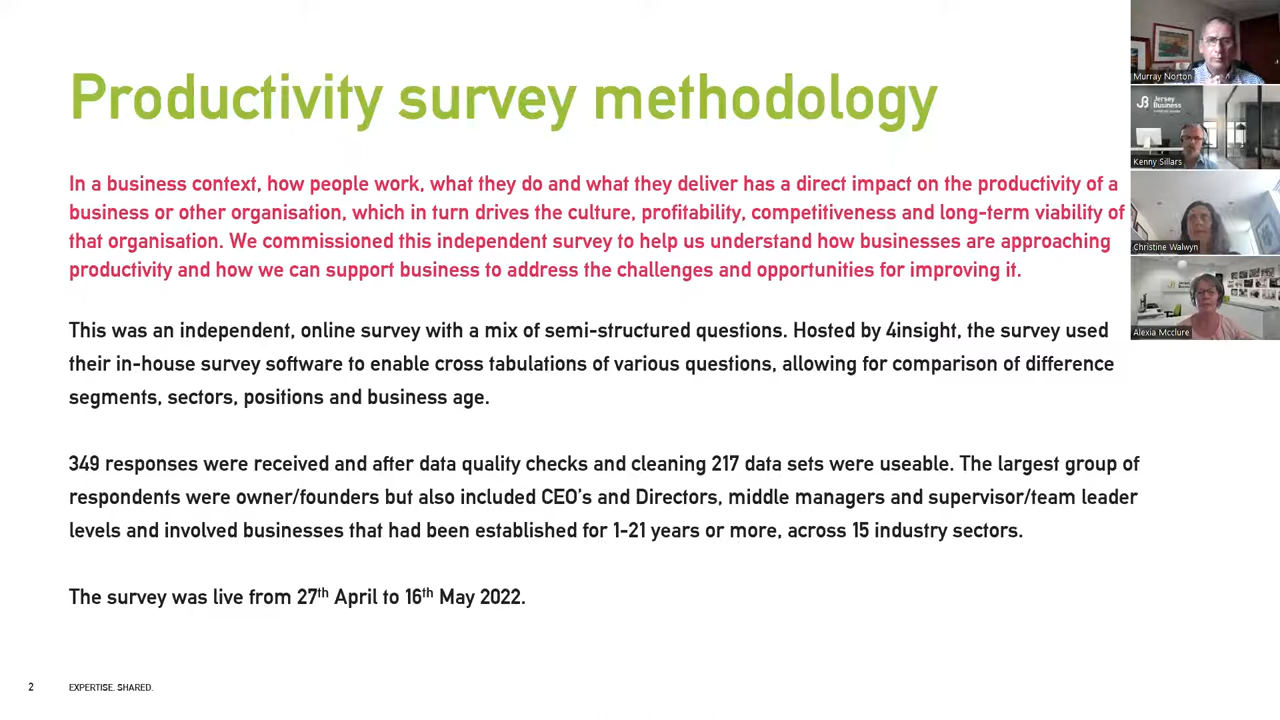 Productivity survey methodology
In a business context, how people work, what they do and what they deliver has a direct impact on the productivity of a
business or other organisation, which in turn drives the culture, profitability, competitiveness and long-term viability of
that organisation. We commissioned this independent survey to help us understand how businesses are approaching
productivity and how we can support business to address the challenges and opportunities for improving it.
This was an independent, online survey with a mix of semi-structured questions. Hosted by 4insight, the survey used
their in-house survey software to enable cross tabulations of various questions, allowing for comparison of difference
segments, sectors, positions and business age.
349 responses were received and after data quality checks and cleaning 217 data sets were useable. The largest group of
respondents were owner/founders but also included CEO's and Directors, middle managers and supervisor/team leader
levels and involved businesses that had been established for 1-21 years or more, across 15 industry sectors.
The survey was live from 27th April to 16th May 2022.
2 EXPERTISE. SHARED.
Murray Norton
JB Jersey
Business
Kenny Sillars
Christine Walwyn
Jersey
Business
Alexia Mcclure